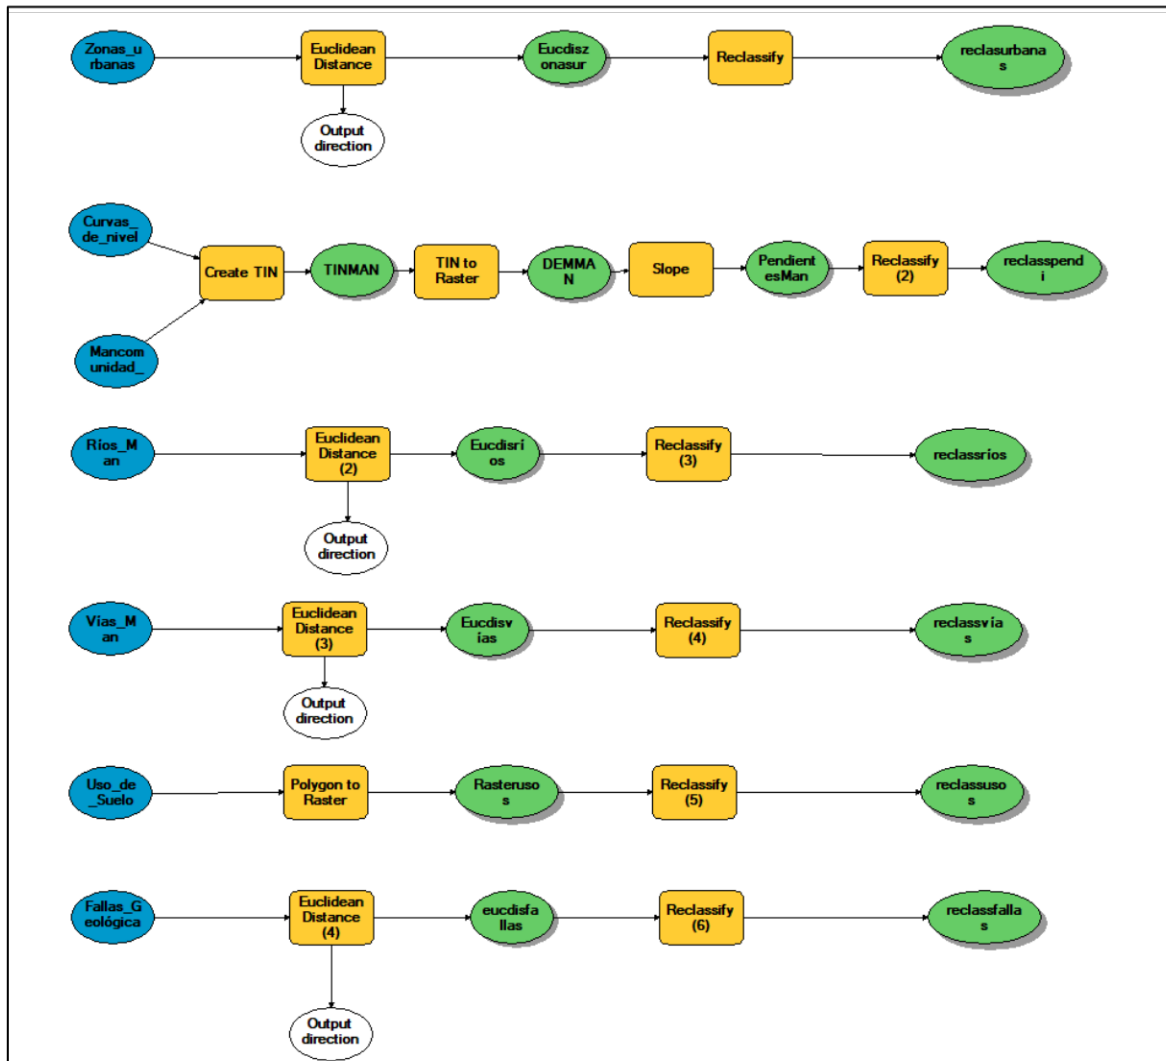 Zonas_u
rbanas
Euclidean
Distance
Eucdisz
onasur
Reclassify
reclasurbana
s
Output
direction
Curvas_
de_nivel
Create TIN
TINMAN
TIN to
Raster
DEMMA
N
Slope
Pendient
esMan
Reclassify
(2)
reclasspend
i
Mancom
unidad_
Ríos_M
an
Euclidean
Distance
(2)
Eucdisrí
os
Reclassify
(3)
reclassrios
Output
direction
Vías_M
an
Euclidean
Distance
(3)
Eucdisv
ías
Reclassify
(4)
reclassvía
s
Output
direction
Uso_de
_Suelo
Polygon to
Raster
Rasteruso
s
Reclassify
(5)
reclassuso
s
Fallas_G
eológica
Euclidean
Distance
(4)
eucdisfa
llas
Reclassify
(6)
reclassfalla
s
Output
direction